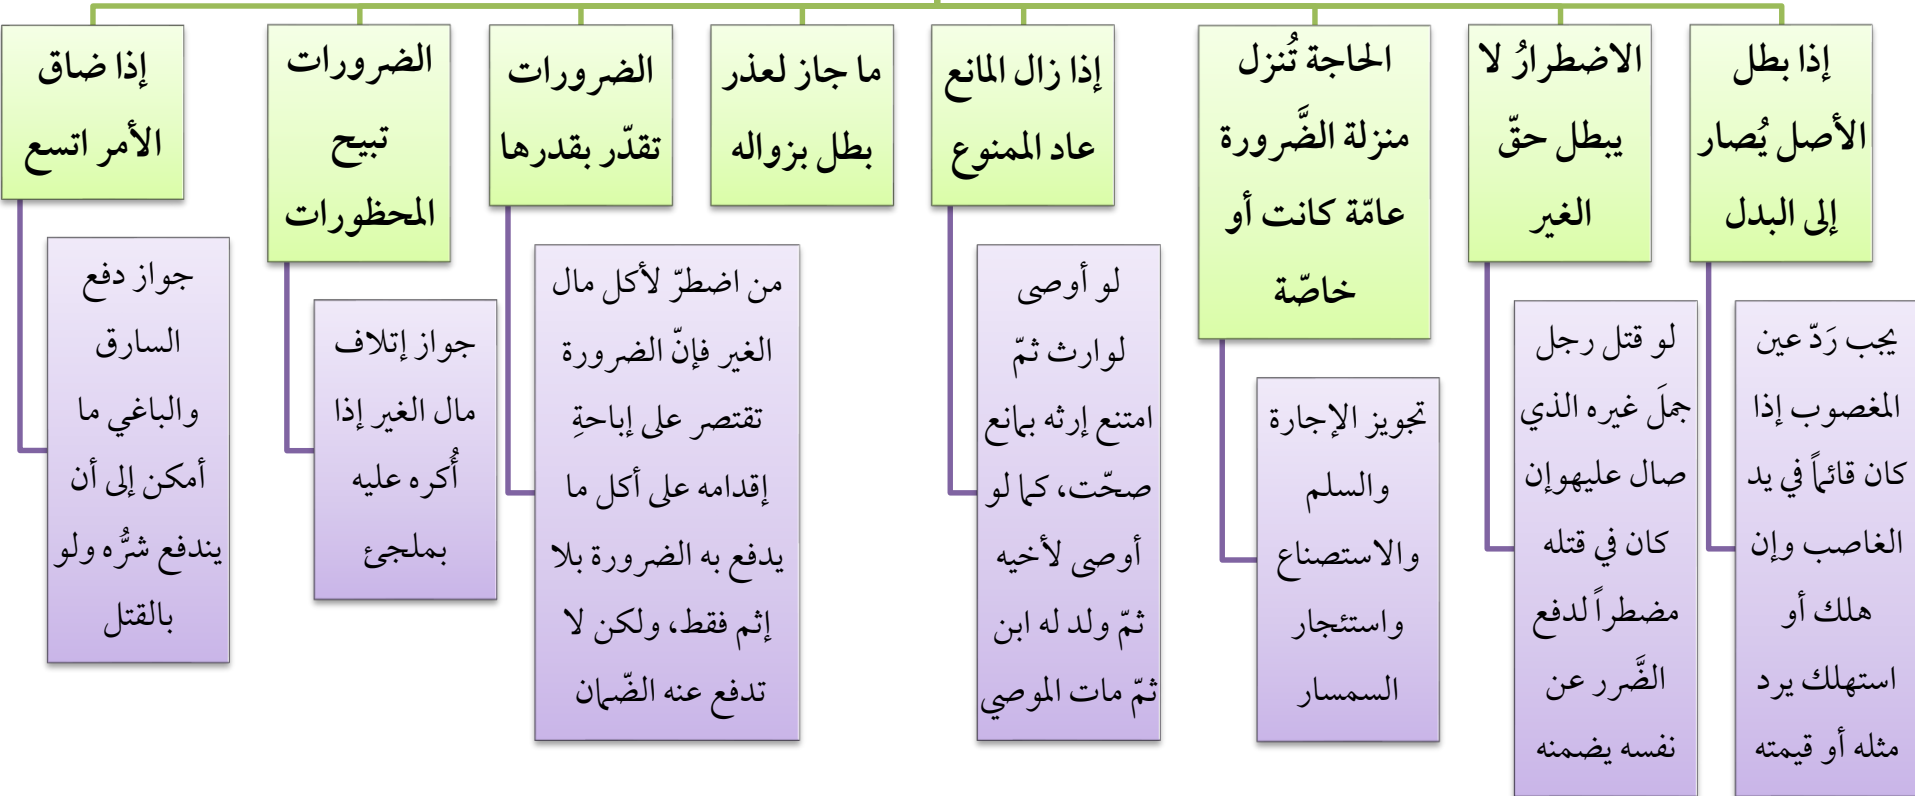 إذا بطل
الأصل يُصار
إلى البدل
يجب رَدّ عين
المغصوب إذا
كان قائماً في يد
الغاصب وإن
هلك أو
استهلك يرد
مثله أو قيمته
الاضطرارُ لا
يبطل حقّ
الغير
لو قتل رجل
جملَ غيره الذي
صال عليهوإن
كان في قتله
مضطراً لدفع
الضَّرر عن
نفسه يضمنه
الحاجة تُنزل
منزلة الضَّرورة
عامّة كانت أو
خاصّة
تجويز الإجارة
والسلم
والاستصناع
واستئجار
السمسار
إذا زال المانع
عاد الممنوع
لو أوصى
لوارث ثمّ
امتنع إرثه بمانع
صحّت، كما لو
أوصى لأخيه
ثمّ ولد له ابن
ثمّ مات الموصي
ما جاز لعذر
بطل بزواله
الضرورات
تقدّر بقدرها
من اضطرّ لأكل مال
الغير فإنّ الضرورة
تقتصر على إباحةِ
إقدامه على أكل ما
يدفع به الضرورة بلا
إثم فقط، ولكن لا
تدفع عنه الضّمان
الضرورات
تبيح
المحظورات
جواز إتلاف
مال الغير إذا
أُكره عليه
بملجئ
إذا ضاق
الأمر اتسع
جواز دفع
السارق
والباغي ما
أمكن إلى أن
يندفع شرُّه ولو
بالقتل